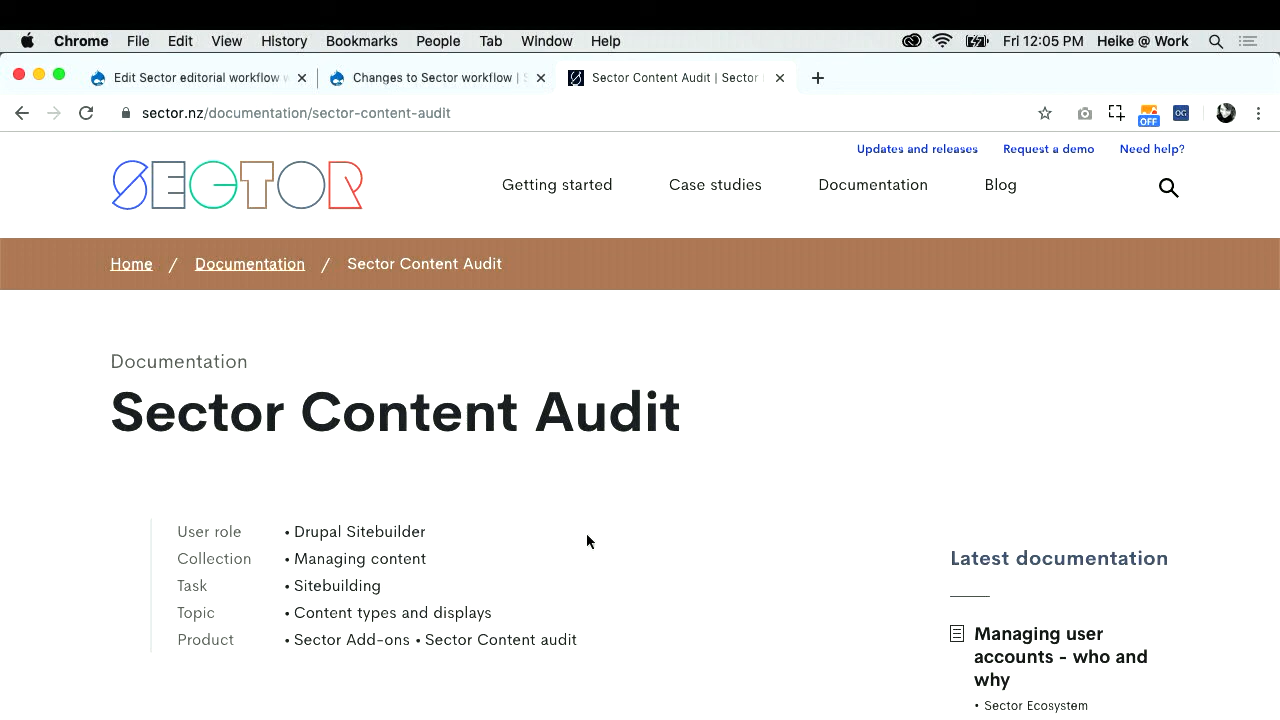 Chrome File Edit View History Bookmarks People Tab Window Help Fri 12:05 PM Heike @ Work
Edit Sector editorial workflow Changes to Sector workflow | Sector Content Audit | Sector
sector.nz/documentation/sector-content-audit
OFF
OG
Updates and releases Request a demo Need help?
SECTOR
Getting started Case studies Documentation Blog
Home / Documentation / Sector Content Audit
Documentation
Sector Content Audit
User role • Drupal Sitebuilder
Collection • Managing content
Task • Sitebuilding
Topic • Content types and displays
Product • Sector Add-ons • Sector Content audit
Latest documentation
Managing user
accounts - who and
why
• Sector Ecosystem